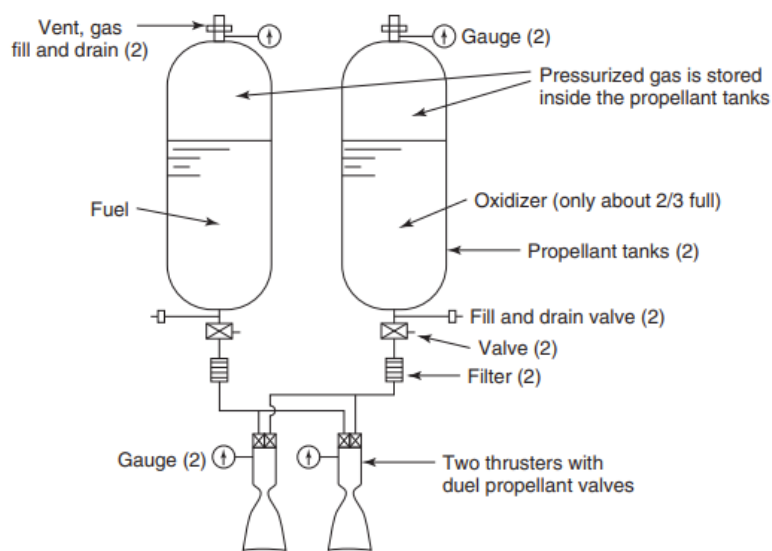 Vent, gas
fill and drain (2)
Gauge (2)
Pressurized gas is stored
inside the propellant tanks
Fuel
Oxidizer (only about 2/3 full)
Propellant tanks (2)
Fill and drain valve (2)
Valve (2)
Filter (2)
Gauge (2)
Two thrusters with
duel propellant valves